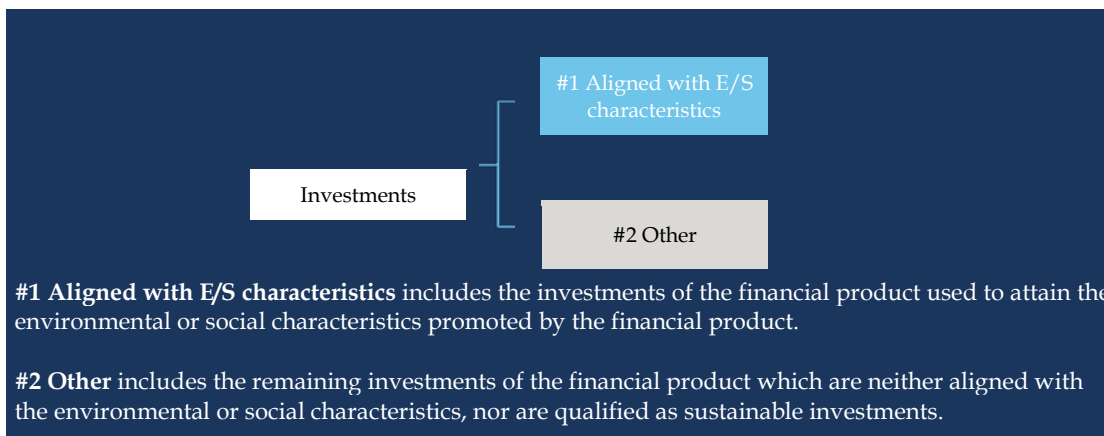 #1 Aligned with E/S
characteristics
Investments
#2 Other
#1 Aligned with E/S characteristics includes the investments of the financial product used to attain the
environmental or social characteristics promoted by the financial product.
#2 Other includes the remaining investments of the financial product which are neither aligned with
the environmental or social characteristics, nor are qualified as sustainable investments.